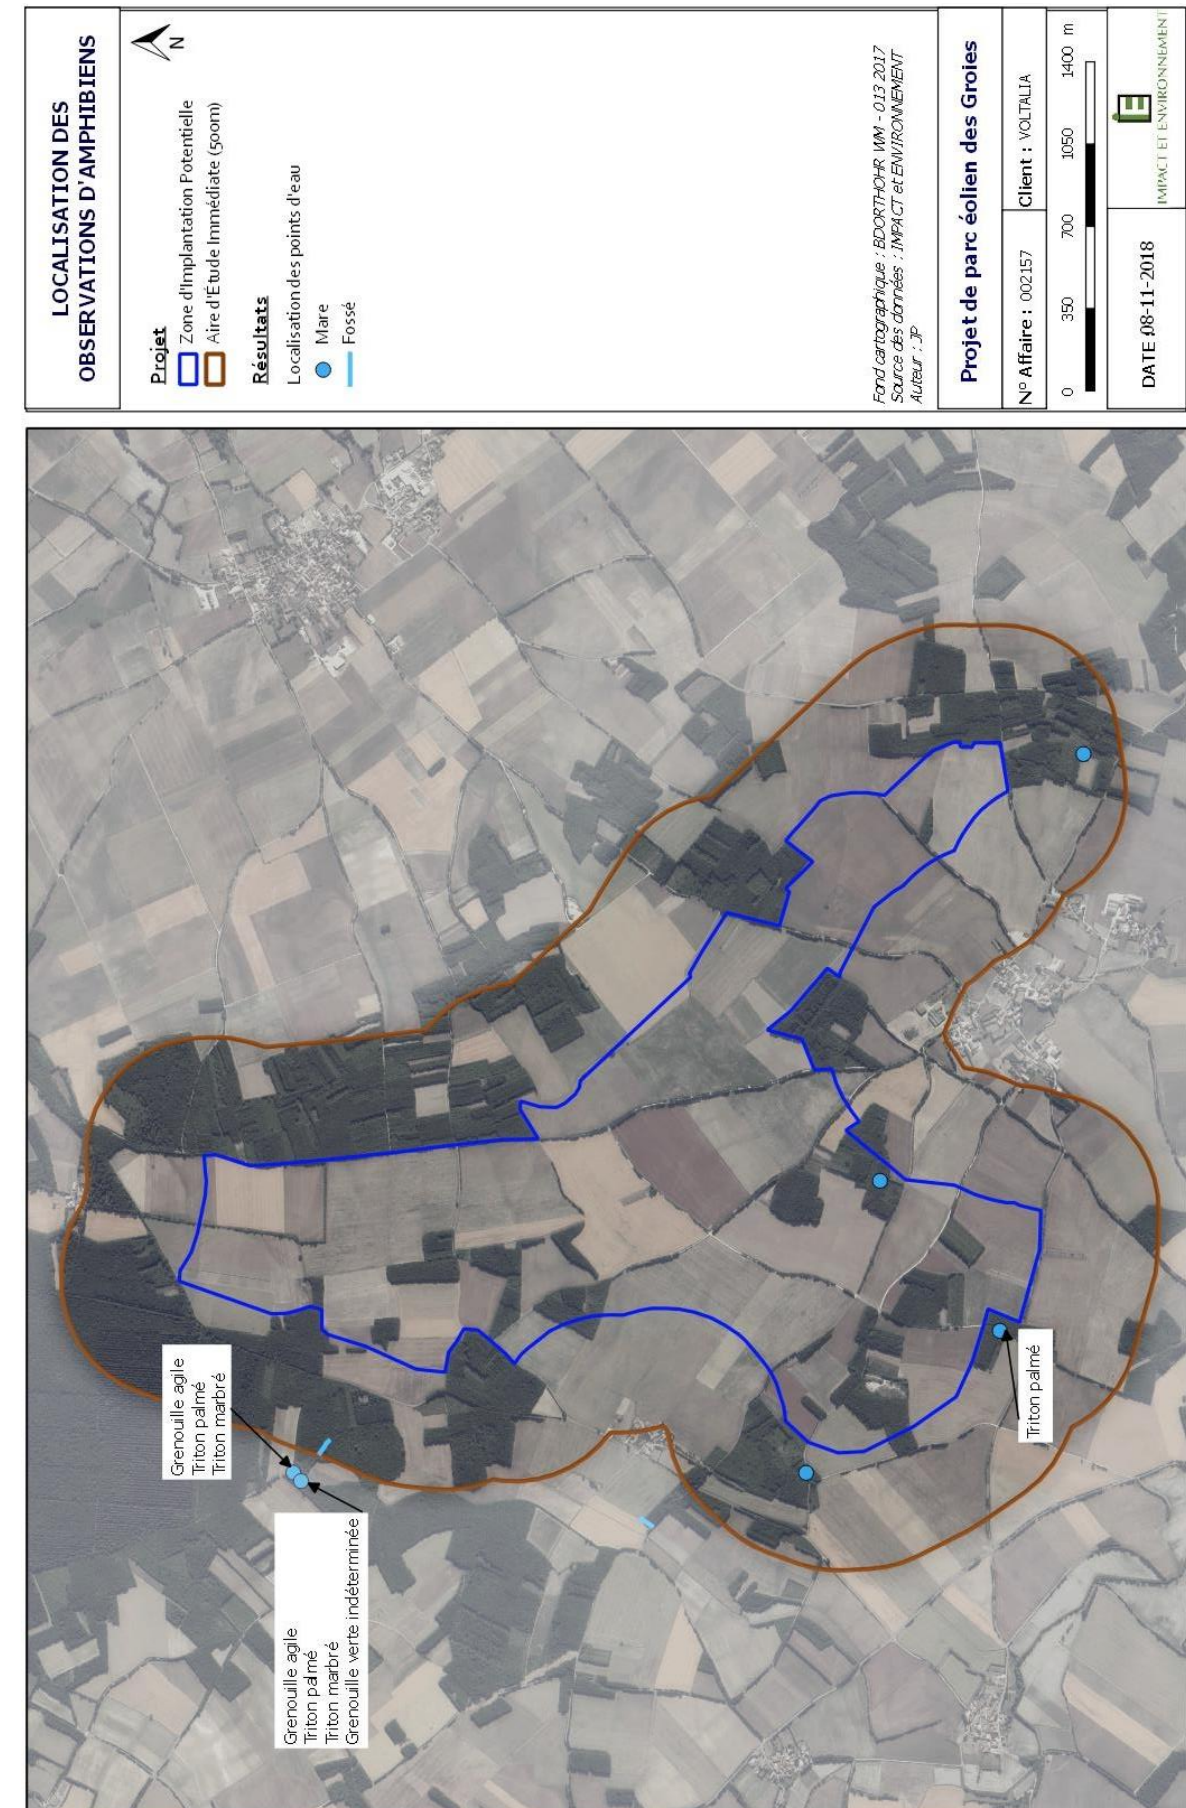 LOCALISATION DES
OBSERVATIONS D'AMPHIBIENS
N
Projet
Zone d'Implantation Potentielle
Aire d'Étude Immédiate (500m)
Résultats
Localisation des points d'eau
Mare
Fossé
Fond cartographique : BDORTHOHR WM - 013 2017
Source des données : IMPACT et ENVIRONNEMENT
Auteur : JP
Projet de parc éolien des Groies
N° Affaire : 002157
Client : VOLTALIA
0 350 700 1050 1400 m
DATE :08-11-2018
IMPACT ET ENVIRONNEMENT
Grenouille agile
Triton palmé
Triton marbré
Grenouille agile
Triton palmé
Triton marbré
Grenouille verte indéterminée
Triton palmé